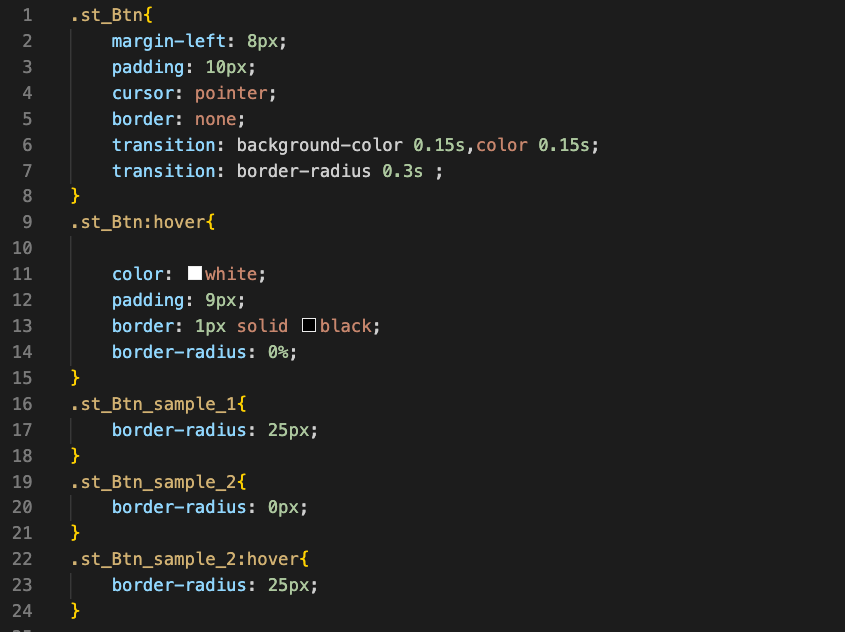 1 .st_Btn{
2 margin-left: 8px;
3 padding: 10px;
4 cursor: pointer;
5 border: none;
6 transition: background-color 0.15s,color 0.15s;
7 transition: border-radius 0.3s ;
8 }
9 .st_Btn:hover{
10
11 color: white;
12 padding: 9px;
13 border: 1px solid black;
14 border-radius: 0%;
15 }
16 .st_Btn_sample_1{
17 border-radius: 25px;
18 }
19 .st_Btn_sample_2{
20 border-radius: 0px;
21 }
22 .st_Btn_sample_2:hover{
23 border-radius: 25px;
24 }